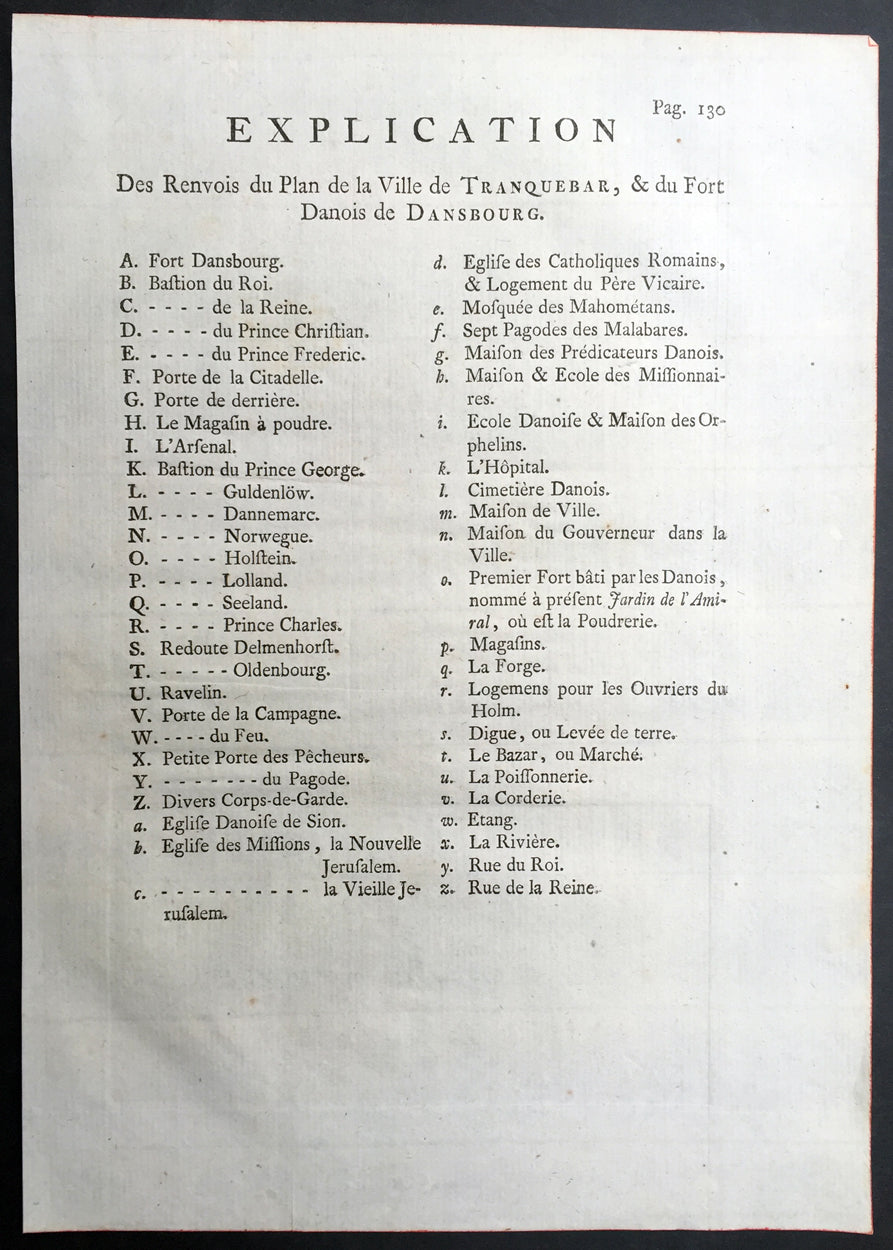 Pag. 130
EXPLICATION
Des Renvois du Plan de la Ville de TRANQUEBAR, & du Fort
Danois de DANSBOURG.
A. Fort Dansbourg.
B. Baſtion du Roi.
C. - - - - de la Reine.
D. - - - - du Prince Chriſtian.
E. - - - - du Prince Frederic.
F. Porte de la Citadelle.
G. Porte de derrière.
H. Le Magaſin à poudre.
I. L'Arſenal.
K. Baſtion du Prince George.
L. - - - - Guldenlöw.
M. - - - - Dannemarc.
N. - - - - Norwegue.
O. - - - - Holſtein.
P. - - - - Lolland.
Q. - - - - Seeland.
R. - - - - Prince Charles.
S. Redoute Delmenhorſt.
T. - - - - - Oldenbourg.
U. Ravelin.
V. Porte de la Campagne.
W. - - - - du Feu.
X. Petite Porte des Pêcheurs.
Y. - - - - - - - du Pagode.
Z. Divers Corps-de-Garde.
a. Egliſe Danoiſe de Sion.
b. Egliſe des Miſſions, la Nouvelle
Jeruſalem.
c. - - - - - - - - - - la Vieille Je-
ruſalem.
d. Egliſe des Catholiques Romains,
& Logement du Père Vicaire.
e. Moſquée des Mahométans.
f. Sept Pagodes des Malabares.
g. Maiſon des Prédicateurs Danois.
h. Maiſon & Ecole des Miſſionnai-
res.
i. Ecole Danoiſe & Maiſon des Or-
phelins.
k. L'Hôpital.
l. Cimetière Danois.
m. Maiſon de Ville.
n. Maiſon du Gouverneur dans la
Ville.
o. Premier Fort bâti par les Danois,
nommé à préſent Jardin de l'Ami-
ral, où eſt la Poudrerie.
p. Magaſins.
q. La Forge.
r. Logemens pour les Ouvriers du
Holm.
s. Digue, ou Levée de terre.
t. Le Bazar, ou Marché.
u. La Poiſſonnerie.
v. La Corderie.
w. Etang.
x. La Rivière.
y. Rue du Roi.
z. Rue de la Reine.